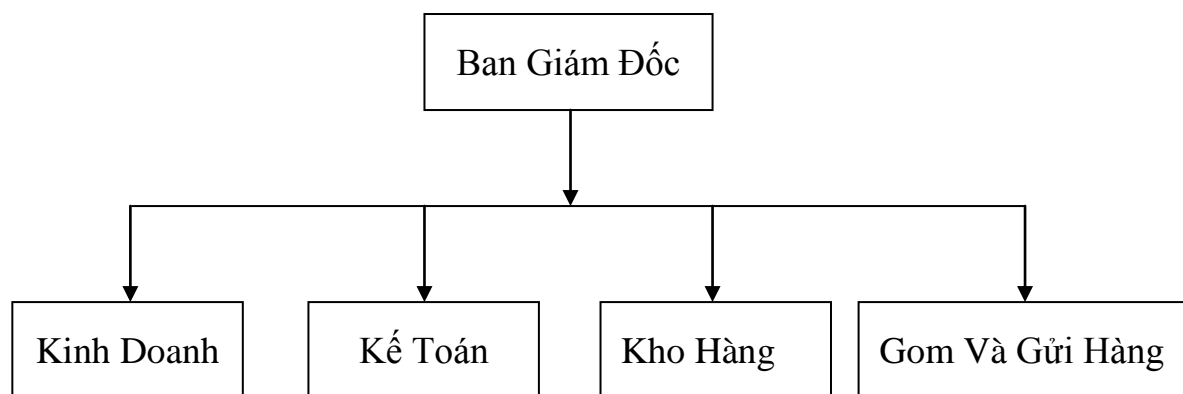 Ban Giám Đốc
Kinh Doanh
Kế Toán
Kho Hàng
Gom Và Gửi Hàng